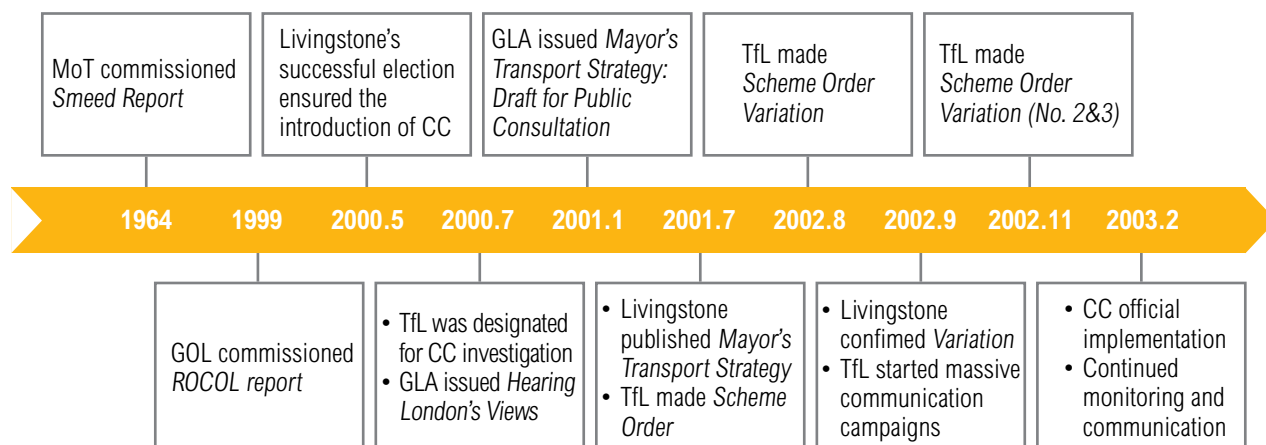 MoT commissioned
Smeed Report
Livingstone's
successful election
ensured the
introduction of CC
GLA issued Mayor's
Transport Strategy:
Draft for Public
Consultation
TfL made
Scheme Order
Variation
TfL made
Scheme Order
Variation (No. 2&3)
1964
1999
2000.5
2000.7
2001.1
2001.7
2002.8
2002.9
2002.11
2003.2
GOL commissioned
ROCOL report
• TfL was designated
for CC investigation
• GLA issued Hearing
London's Views
• Livingstone
published Mayor's
Transport Strategy
• TfL made Scheme
Order
• Livingstone
confimed Variation
• TfL started massive
communication
campaigns
• CC official
implementation
• Continued
monitoring and
communication